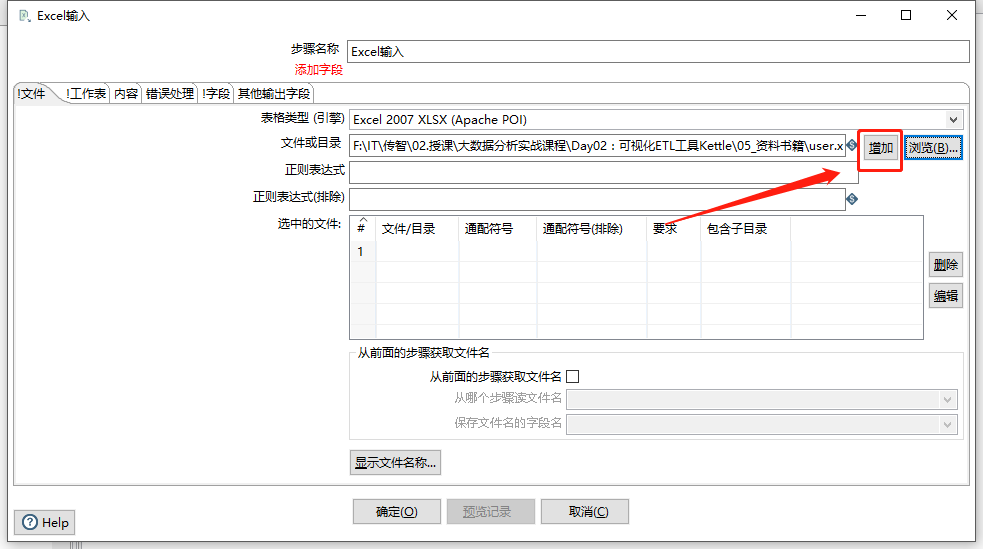 Excel输入
步骤名称 Excel输入
添加字段
!文件 !工作表 内容 错误处理 !字段 其他输出字段
表格类型 (引擎) Excel 2007 XLSX (Apache POI)
文件或目录 F:\IT\传智\02.授课\大数据分析实战课程\Day02：可视化ETL工具Kettle\05_资料书籍\user.x 增加 浏览(B)...
正则表达式
正则表达式(排除)
选中的文件: # 文件/目录 通配符号 通配符号(排除) 要求 包含子目录
1
删除
编辑
从前面的步骤获取文件名
从前面的步骤获取文件名
从哪个步骤读文件名
保存文件名的字段名
显示文件名称...
确定(O) 预览记录 取消(C)
Help